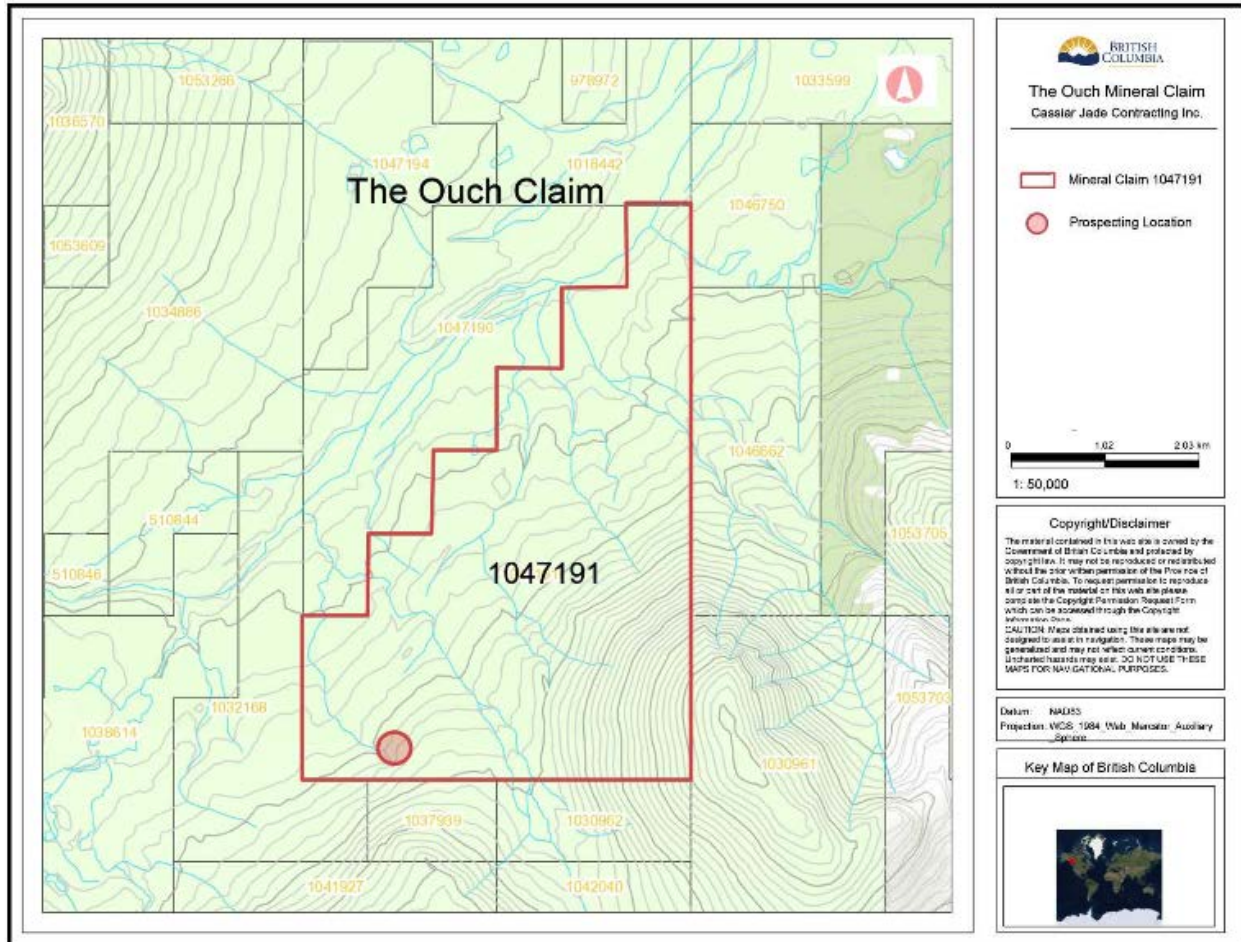 1053266
978972
1033599
1036570
1047194
1018442
The Ouch Claim
1046750
1053609
1034886
1047190
1046662
510844
1053705
510846
1047191
1032168
1053703
1038614
1030961
1037939
1030962
1041927
1042040
BRITISH
COLUMBIA
The Ouch Mineral Claim
Cassiar Jade Contracting Inc.
Mineral Claim 1047191
Prospecting Location
0 1.02 2.03 km
1: 50,000
Copyright/Disclaimer
The material contained in this web site is owned by the
Government of British Columbia and protected by
copyright law. It may not be reproduced or redistributed
without the prior written permission of the Province of
British Columbia. To request permission to reproduce
all or part of the material on this web site please
complete the Copyright Permission Request Form
which can be accessed through the Copyright
Information Page.
CAUTION: Maps obtained using this site are not
designed to assist in navigation. These maps may be
generalized and may not reflect current conditions.
Uncharted hazards may exist. DO NOT USE THESE
MAPS FOR NAVIGATIONAL PURPOSES.
Datum: NAD83
Projection: WGS_1984_Web_Mercator_Auxiliary
_Sphere
Key Map of British Columbia